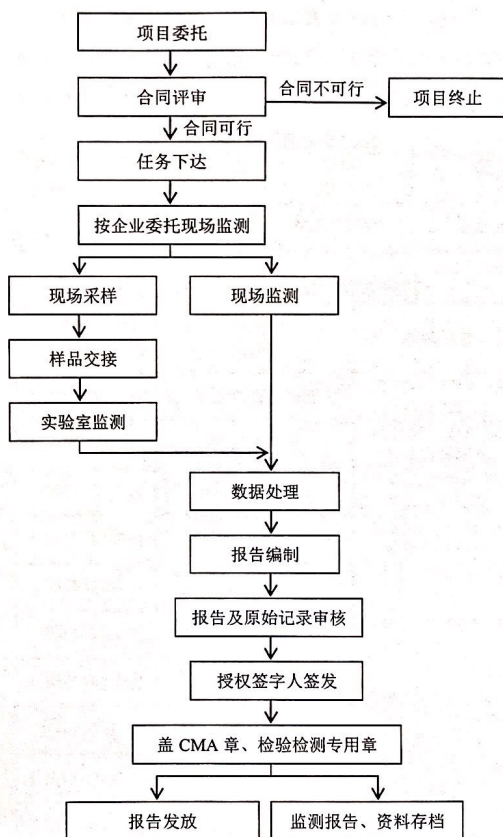 项目委托
合同评审
合同不可行
项目终止
合同可行
任务下达
按企业委托现场监测
现场采样
现场监测
样品交接
实验室监测
数据处理
报告编制
报告及原始记录审核
授权签字人签发
盖 CMA 章、检验检测专用章
报告发放
监测报告、资料存档